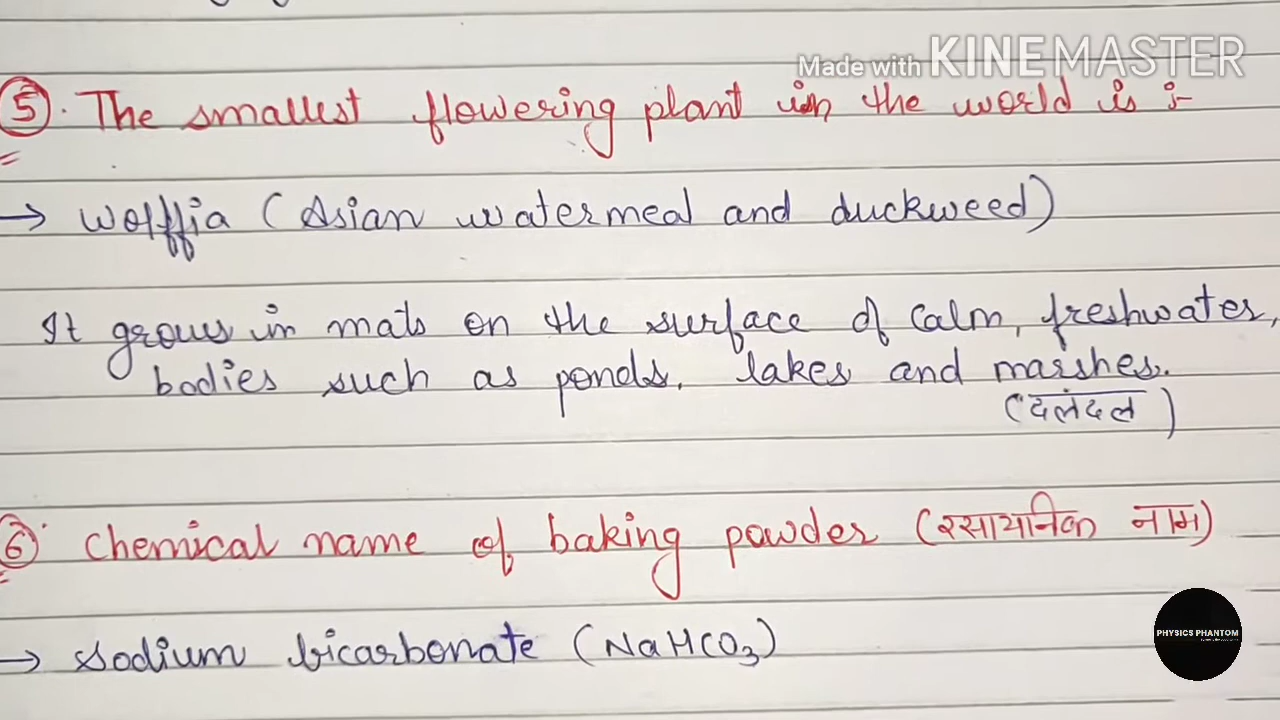 Made with KINEMASTER
5. The smallest flowering plant in the world is :-
→ Wolffia (Asian watermeal and duckweed)
It grows in mats on the surface of calm, freshwater,
bodies such as ponds, lakes and marshes.
(दलंदल)
6 Chemical name of baking powder (रसायनिक नाम)
→ Sodium bicarbonate (NaHCO₃)
PHYSICS PHANTOM